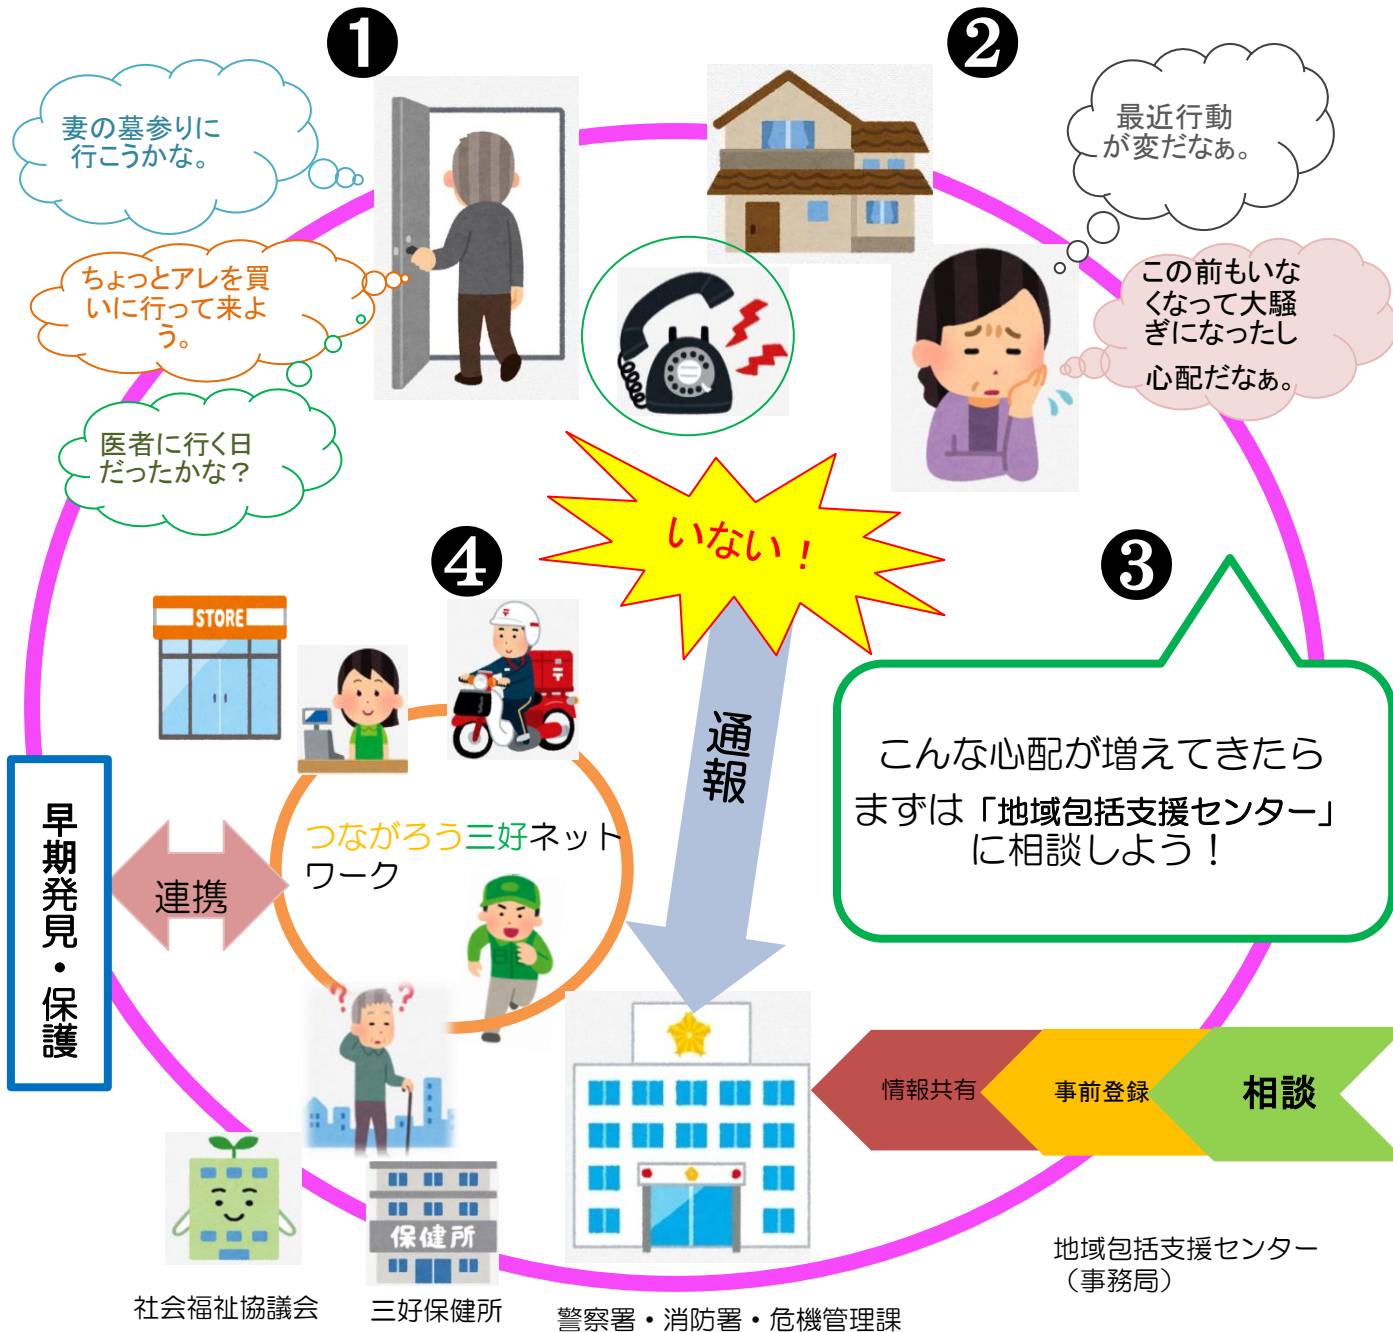 ❶
妻の墓参りに
行こうかな。
ちょっとアレを買
いに行って来よ
う。
医者に行く日
だったかな？
❷
最近行動
が変だなぁ。
この前もいな
くなって大騒
ぎになったし
心配だなぁ。
いない！
通報
❸
こんな心配が増えてきたら
まずは「地域包括支援センター」
に相談しよう！
❹
STORE
つながろう三好ネット
ワーク
連携
早期発見・保護
情報共有
事前登録
相談
保健所
社会福祉協議会
三好保健所
警察署・消防署・危機管理課
地域包括支援センター
（事務局）